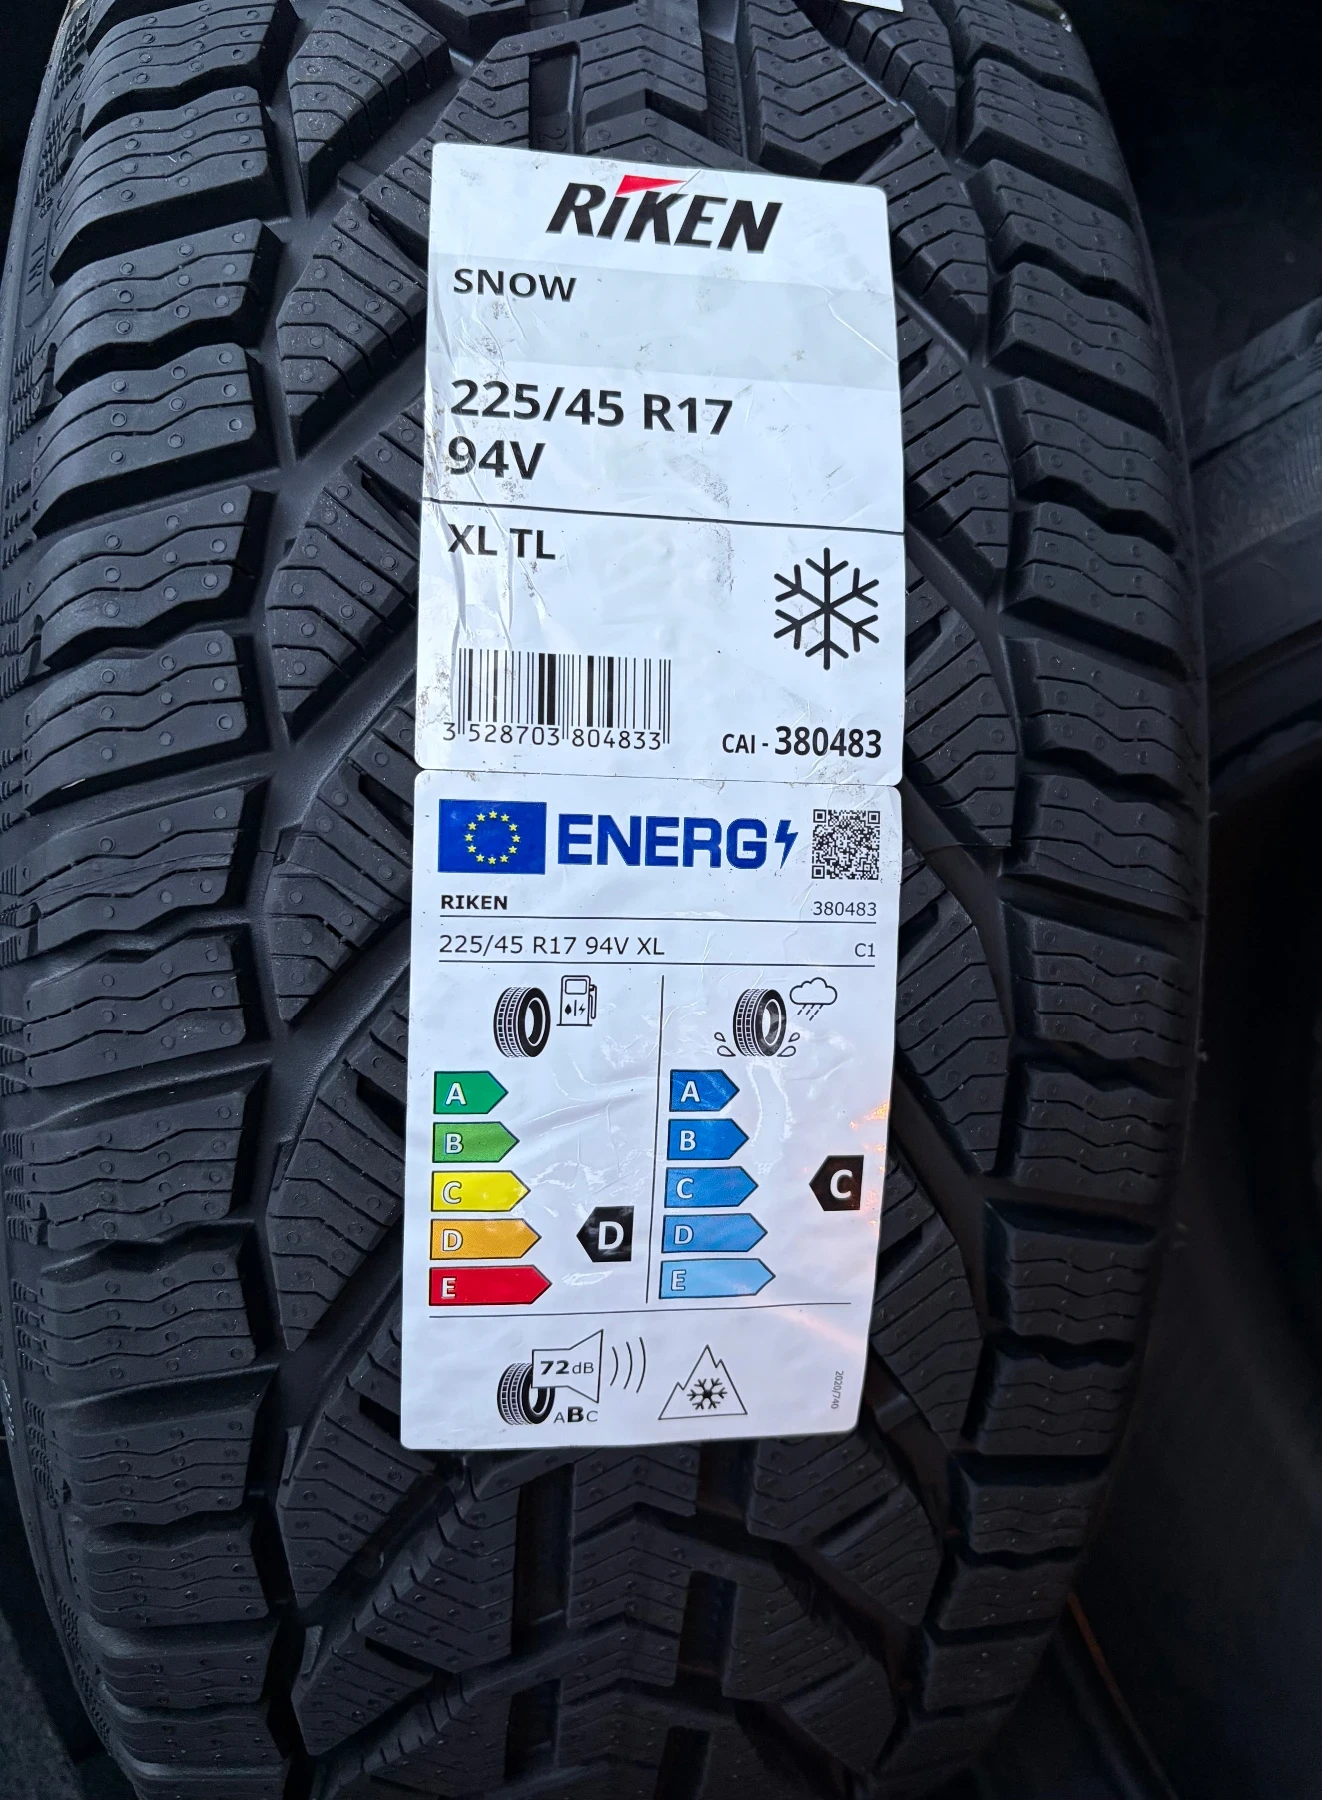 RIKEN
SNOW
225/45 R17
94V
XL TL
3 528703 804833
CAI - 380483
ENERG
RIKEN 380483
225/45 R17 94V XL C1
A A
B B
C C C
D D D
E E
72dB
ABC
2020/740